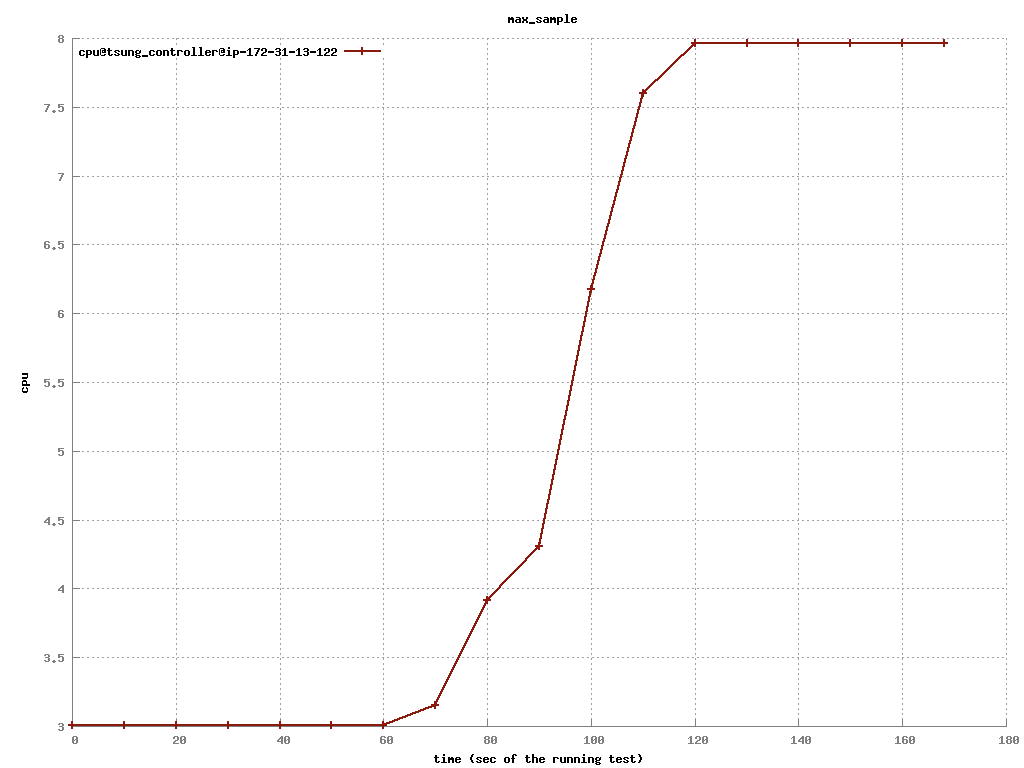 max_sample
cpu@tsung_controller@ip-172-31-13-122
8
7.5
7
6.5
6
5.5
5
4.5
4
3.5
3
cpu
0 20 40 60 80 100 120 140 160 180
time (sec of the running test)